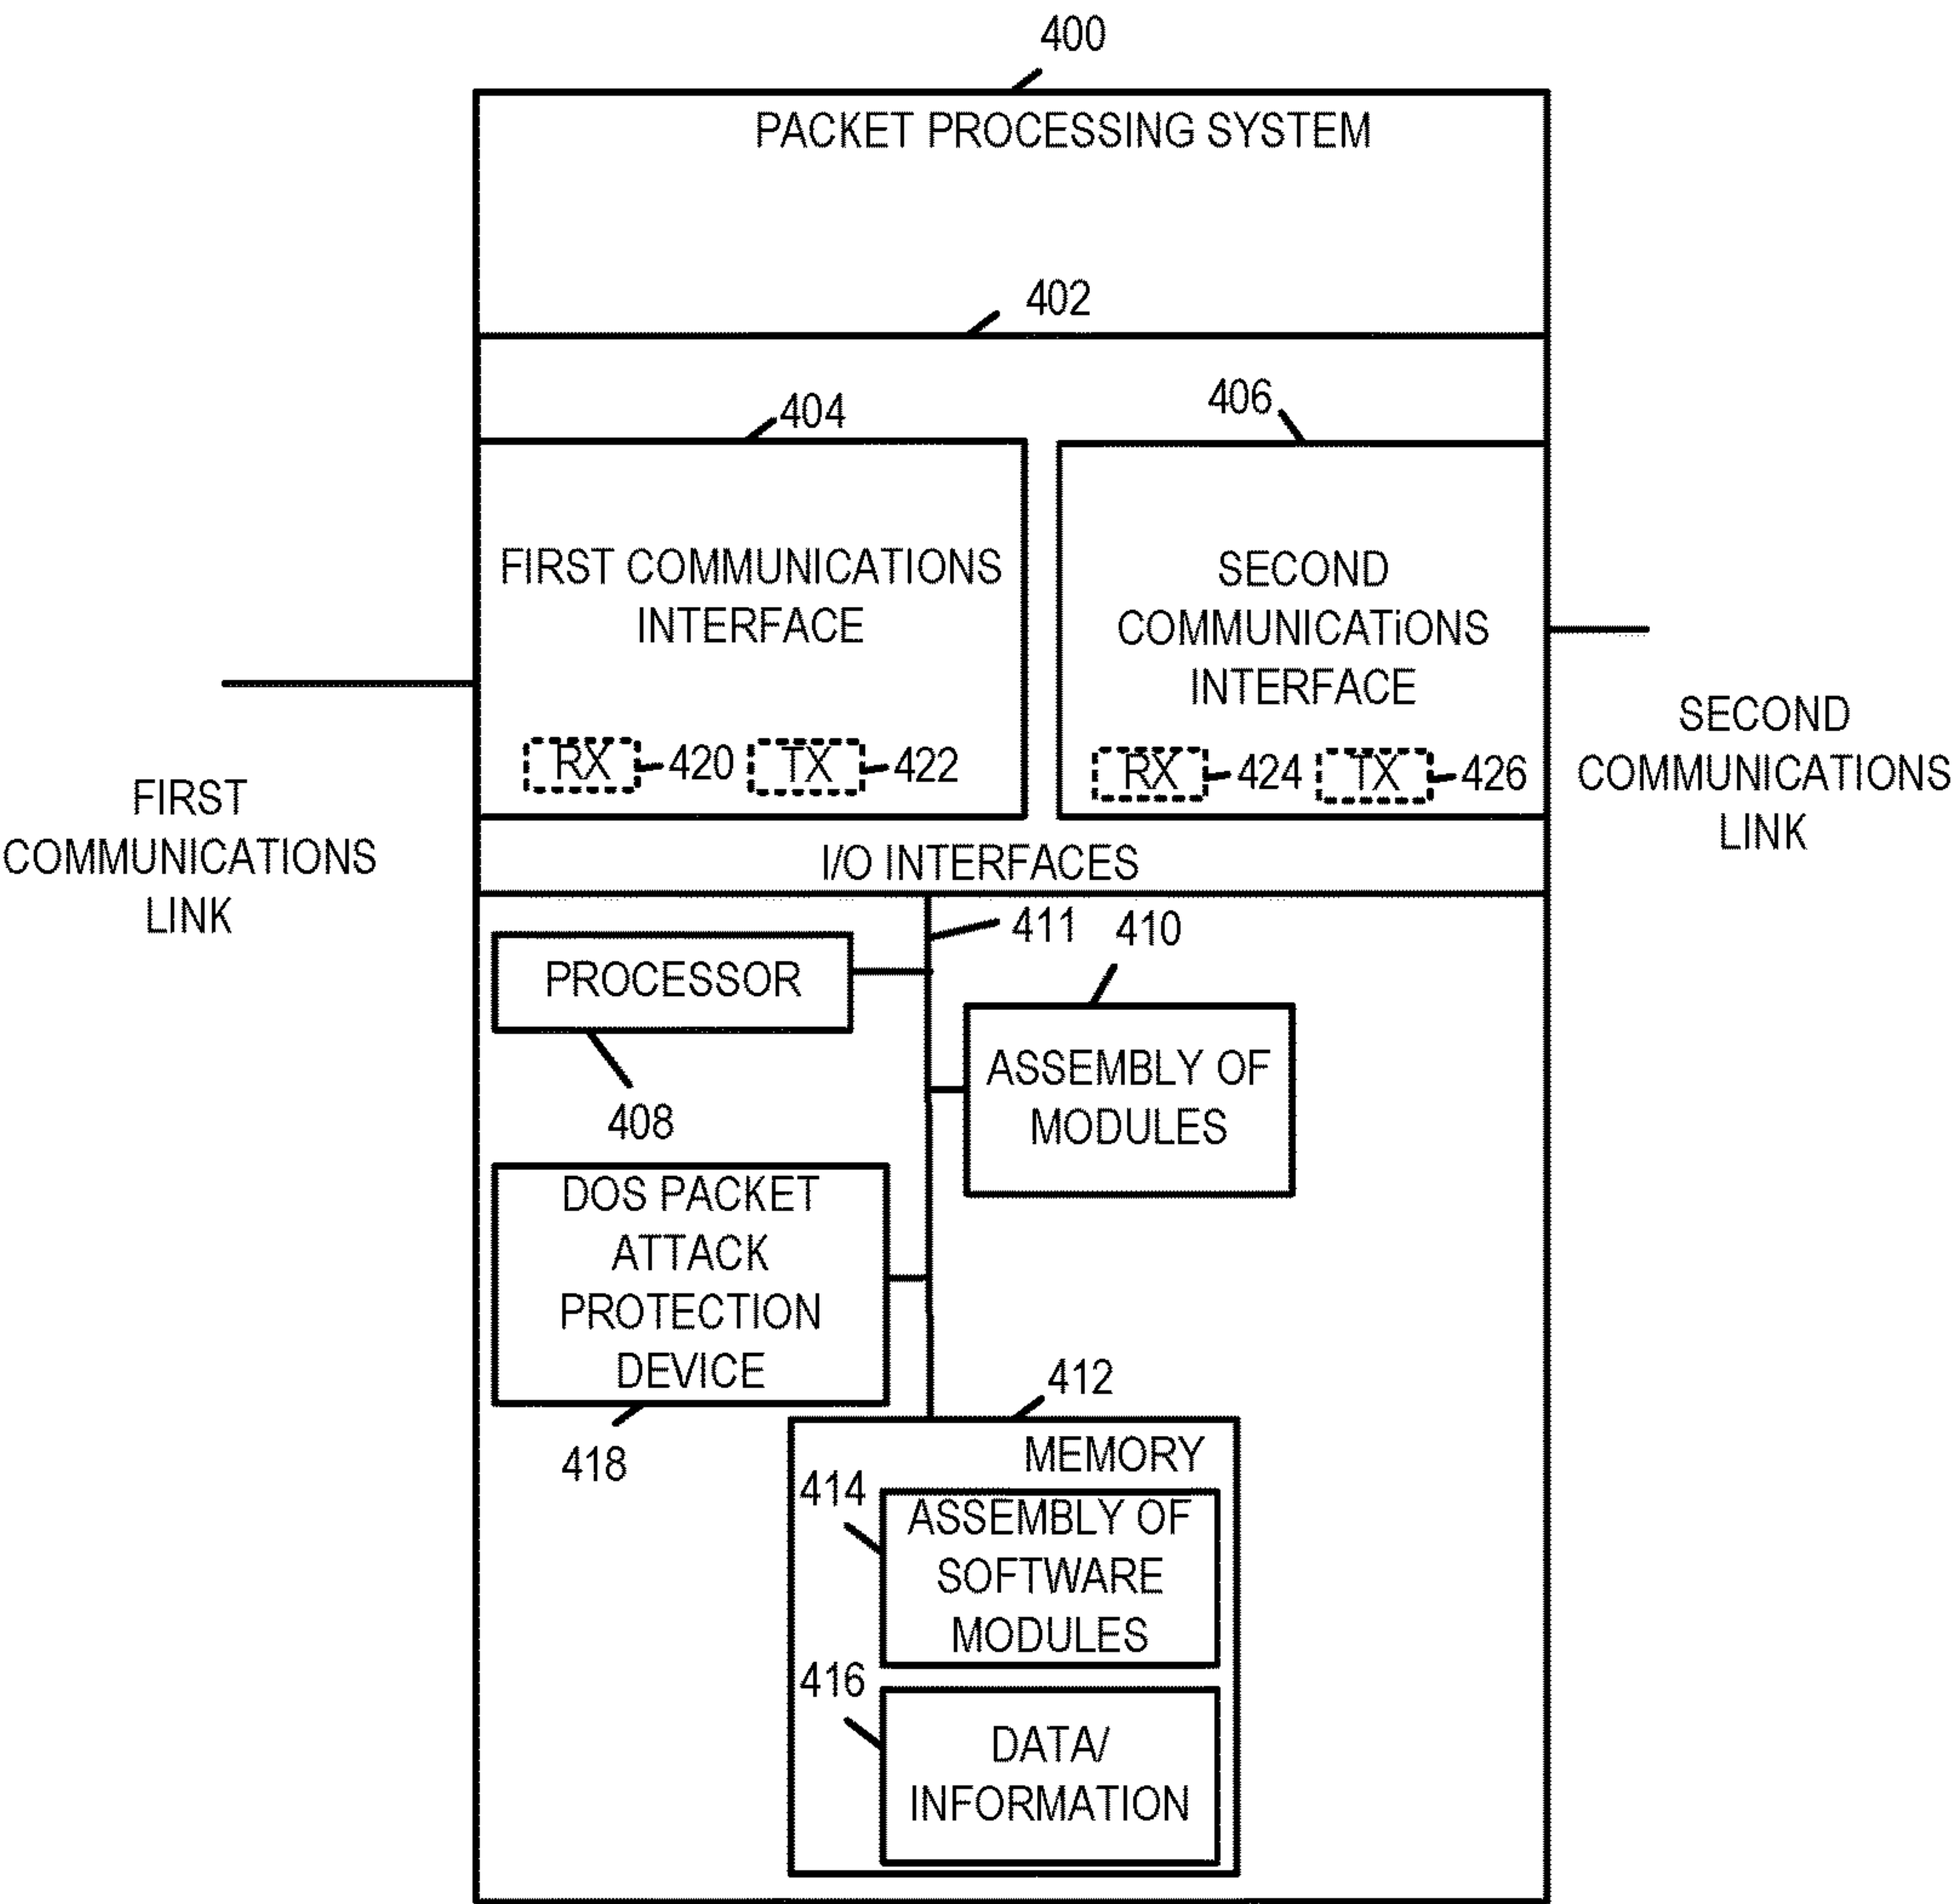 400
PACKET PROCESSING SYSTEM
402
404
406
FIRST COMMUNICATIONS
INTERFACE
SECOND
COMMUNICATiONS
INTERFACE
RX
420
TX
422
RX
424
TX
426
FIRST
COMMUNICATIONS
LINK
SECOND
COMMUNICATIONS
LINK
I/O INTERFACES
411
410
PROCESSOR
408
ASSEMBLY OF
MODULES
DOS PACKET
ATTACK
PROTECTION
DEVICE
418
412
MEMORY
414
ASSEMBLY OF
SOFTWARE
MODULES
416
DATA/
INFORMATION